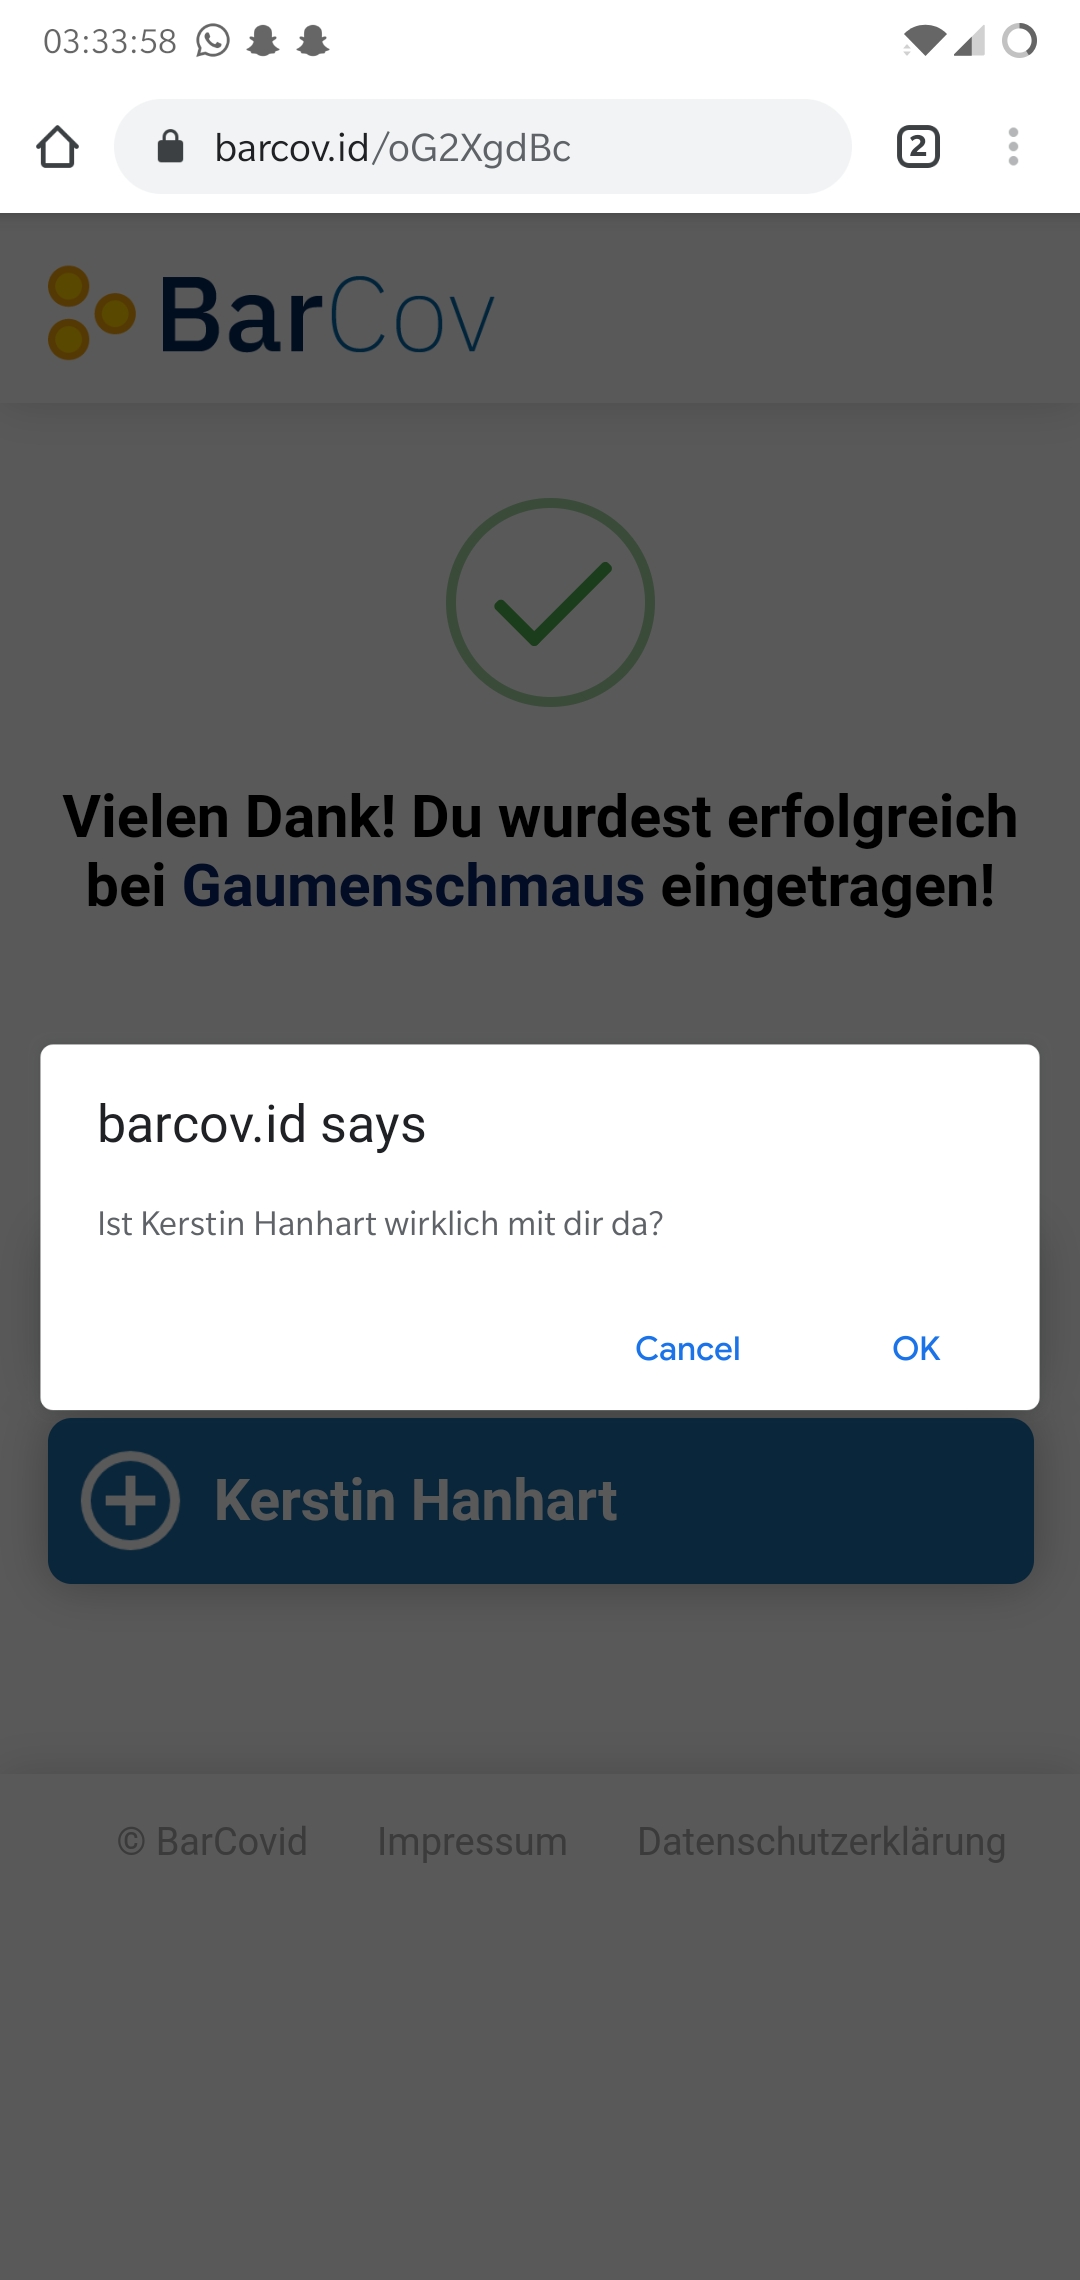 03:33:58
barcov.id/oG2XgdBc
2
BarCov
Vielen Dank! Du wurdest erfolgreich
bei Gaumenschmaus eingetragen!
barcov.id says
Ist Kerstin Hanhart wirklich mit dir da?
Cancel OK
Kerstin Hanhart
© BarCovid Impressum Datenschutzerklärung